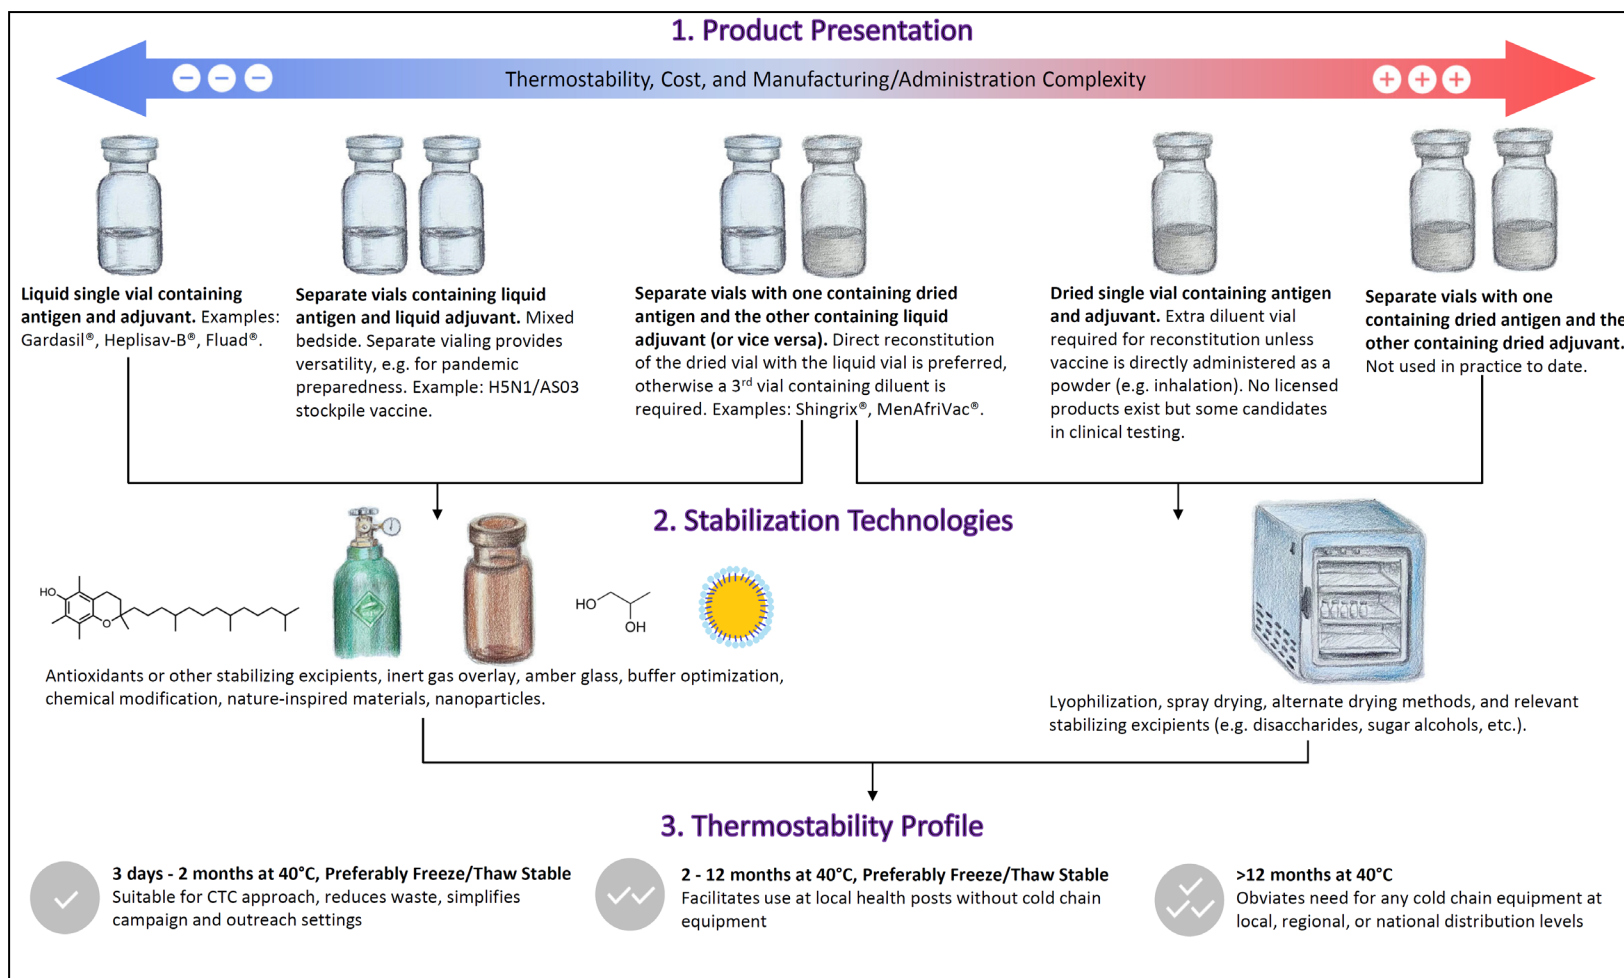 1. Product Presentation
Thermostability, Cost, and Manufacturing/Administration Complexity
Liquid single vial containing
antigen and adjuvant. Examples:
Gardasil®, Heplisav-B®, Fluad®.
Separate vials containing liquid
antigen and liquid adjuvant. Mixed
bedside. Separate vialing provides
versatility, e.g. for pandemic
preparedness. Example: H5N1/AS03
stockpile vaccine.
Separate vials with one containing dried
antigen and the other containing liquid
adjuvant (or vice versa). Direct reconstitution
of the dried vial with the liquid vial is preferred,
otherwise a 3rd vial containing diluent is
required. Examples: Shingrix®, MenAfriVac®.
Dried single vial containing antigen
and adjuvant. Extra diluent vial
required for reconstitution unless
vaccine is directly administered as a
powder (e.g. inhalation). No licensed
products exist but some candidates
in clinical testing.
Separate vials with one
containing dried antigen and the
other containing dried adjuvant.
Not used in practice to date.
2. Stabilization Technologies
HO
O
HO
OH
Antioxidants or other stabilizing excipients, inert gas overlay, amber glass, buffer optimization,
chemical modification, nature-inspired materials, nanoparticles.
Lyophilization, spray drying, alternate drying methods, and relevant
stabilizing excipients (e.g. disaccharides, sugar alcohols, etc.).
3. Thermostability Profile
3 days - 2 months at 40°C, Preferably Freeze/Thaw Stable
Suitable for CTC approach, reduces waste, simplifies
campaign and outreach settings
2 - 12 months at 40°C, Preferably Freeze/Thaw Stable
Facilitates use at local health posts without cold chain
equipment
>12 months at 40°C
Obviates need for any cold chain equipment at
local, regional, or national distribution levels